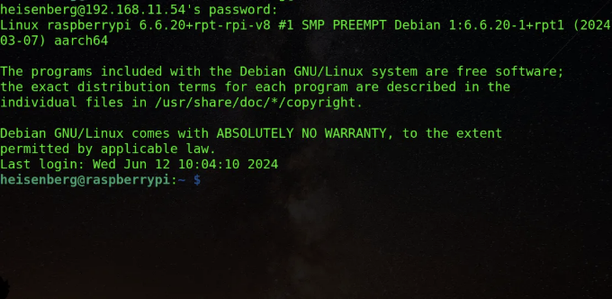 heisenberg@192.168.11.54's password:
Linux raspberrypi 6.6.20+rpt-rpi-v8 #1 SMP PREEMPT Debian 1:6.6.20-1+rpt1 (2024
03-07) aarch64
The programs included with the Debian GNU/Linux system are free software;
the exact distribution terms for each program are described in the
individual files in /usr/share/doc/*/copyright.
Debian GNU/Linux comes with ABSOLUTELY NO WARRANTY, to the extent
permitted by applicable law.
Last login: Wed Jun 12 10:04:10 2024
heisenberg@raspberrypi:~ $